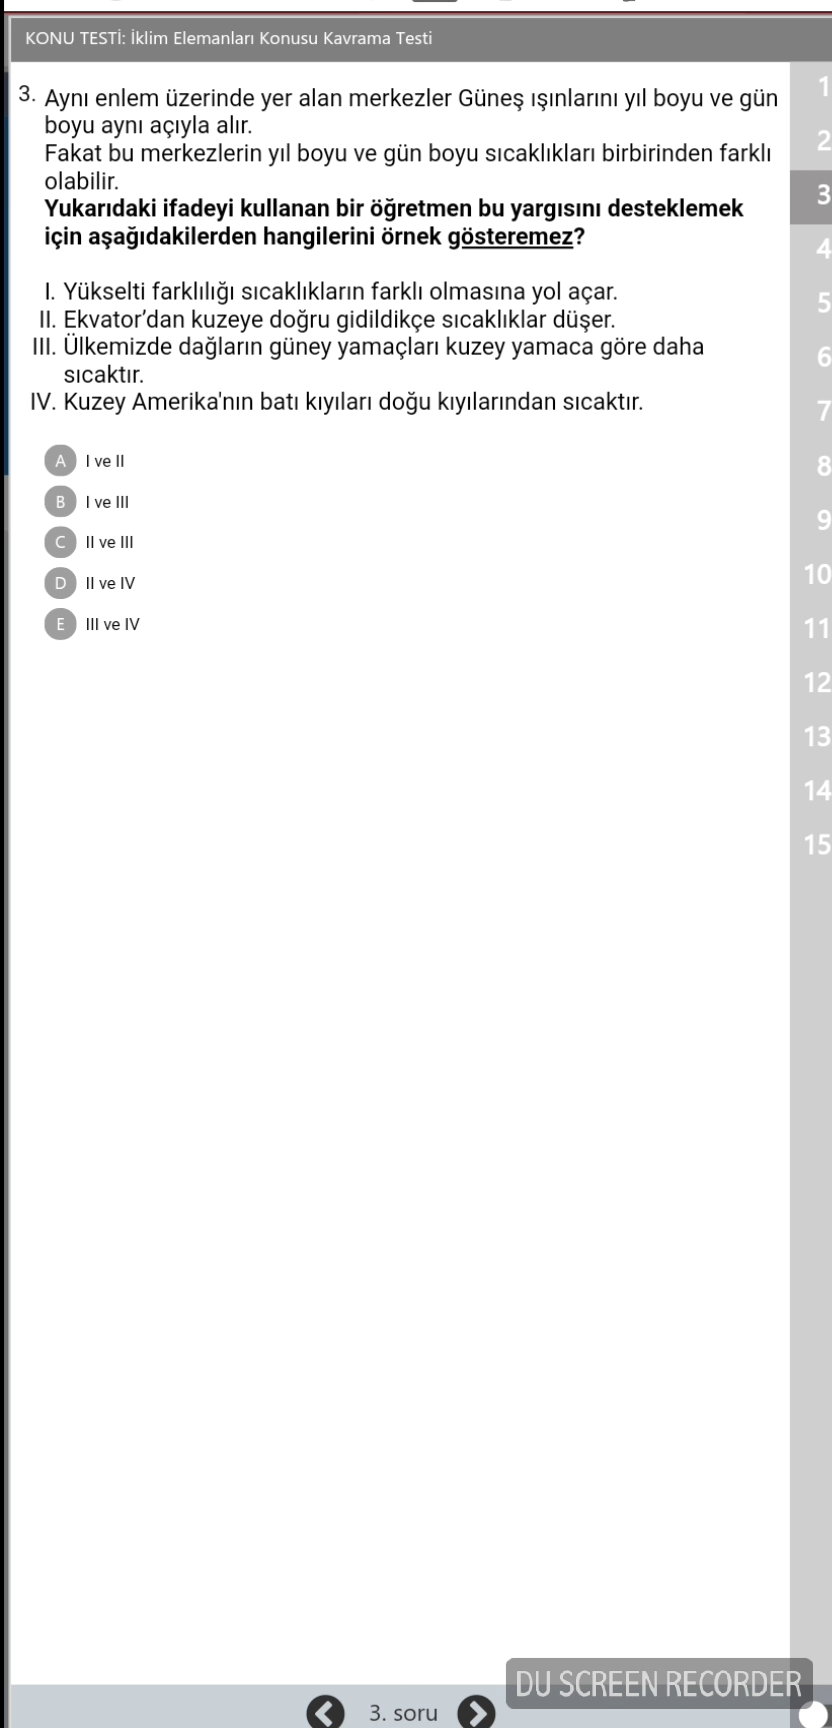 KONU TESTİ: İklim Elemanları Konusu Kavrama Testi
3. Aynı enlem üzerinde yer alan merkezler Güneş ışınlarını yıl boyu ve gün
boyu aynı açıyla alır.
Fakat bu merkezlerin yıl boyu ve gün boyu sıcaklıkları birbirinden farklı
olabilir.
Yukarıdaki ifadeyi kullanan bir öğretmen bu yargısını desteklemek
için aşağıdakilerden hangilerini örnek gösteremez?
I. Yükselti farklılığı sıcaklıkların farklı olmasına yol açar.
II. Ekvator’dan kuzeye doğru gidildikçe sıcaklıklar düşer.
III. Ülkemizde dağların güney yamaçları kuzey yamaca göre daha
sıcaktır.
IV. Kuzey Amerika'nın batı kıyıları doğu kıyılarından sıcaktır.
A I ve II
B I ve III
C II ve III
D II ve IV
E III ve IV
1
2
3
4
5
6
7
8
9
10
11
12
13
14
15
DU SCREEN RECORDER
3. soru